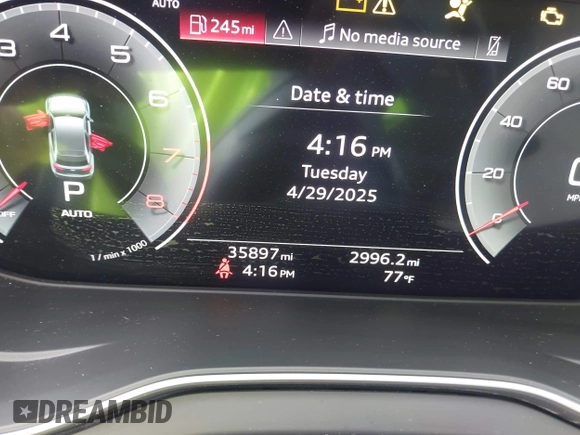 AUTO
245 mi
No media source
3 4 5 6 7 8
60
40
20
0
Date & time
4:16 PM
Tuesday
4/29/2025
P
AUTO
OFF
1 / min x 1000
35897 mi
2996.2 mi
4:16 PM
77°F
DREAMBID